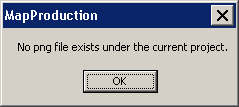 MapProduction
No png file exists under the current project.
OK